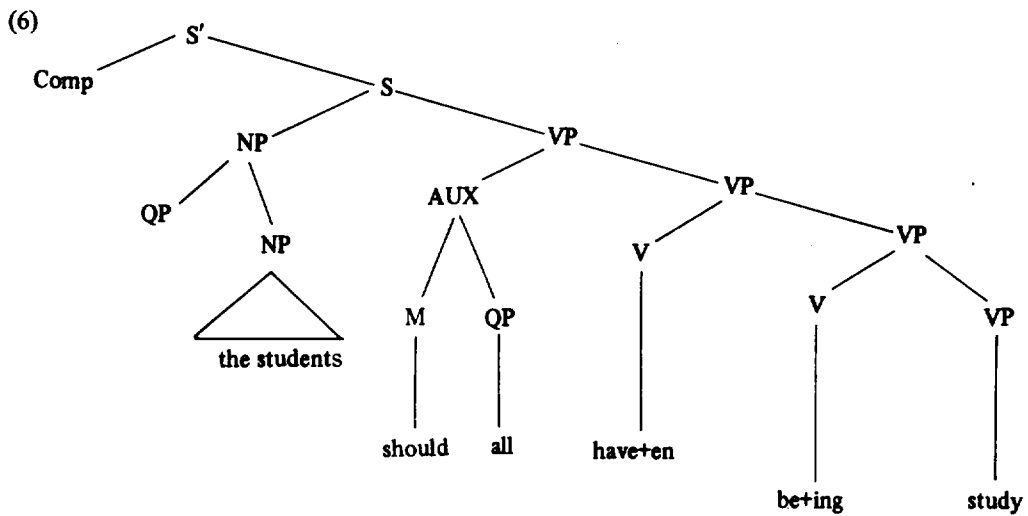 (6)
S'
Comp
S
NP
VP
QP
AUX
VP
NP
V
VP
M
QP
V
VP
the students
should
all
have+en
be+ing
study